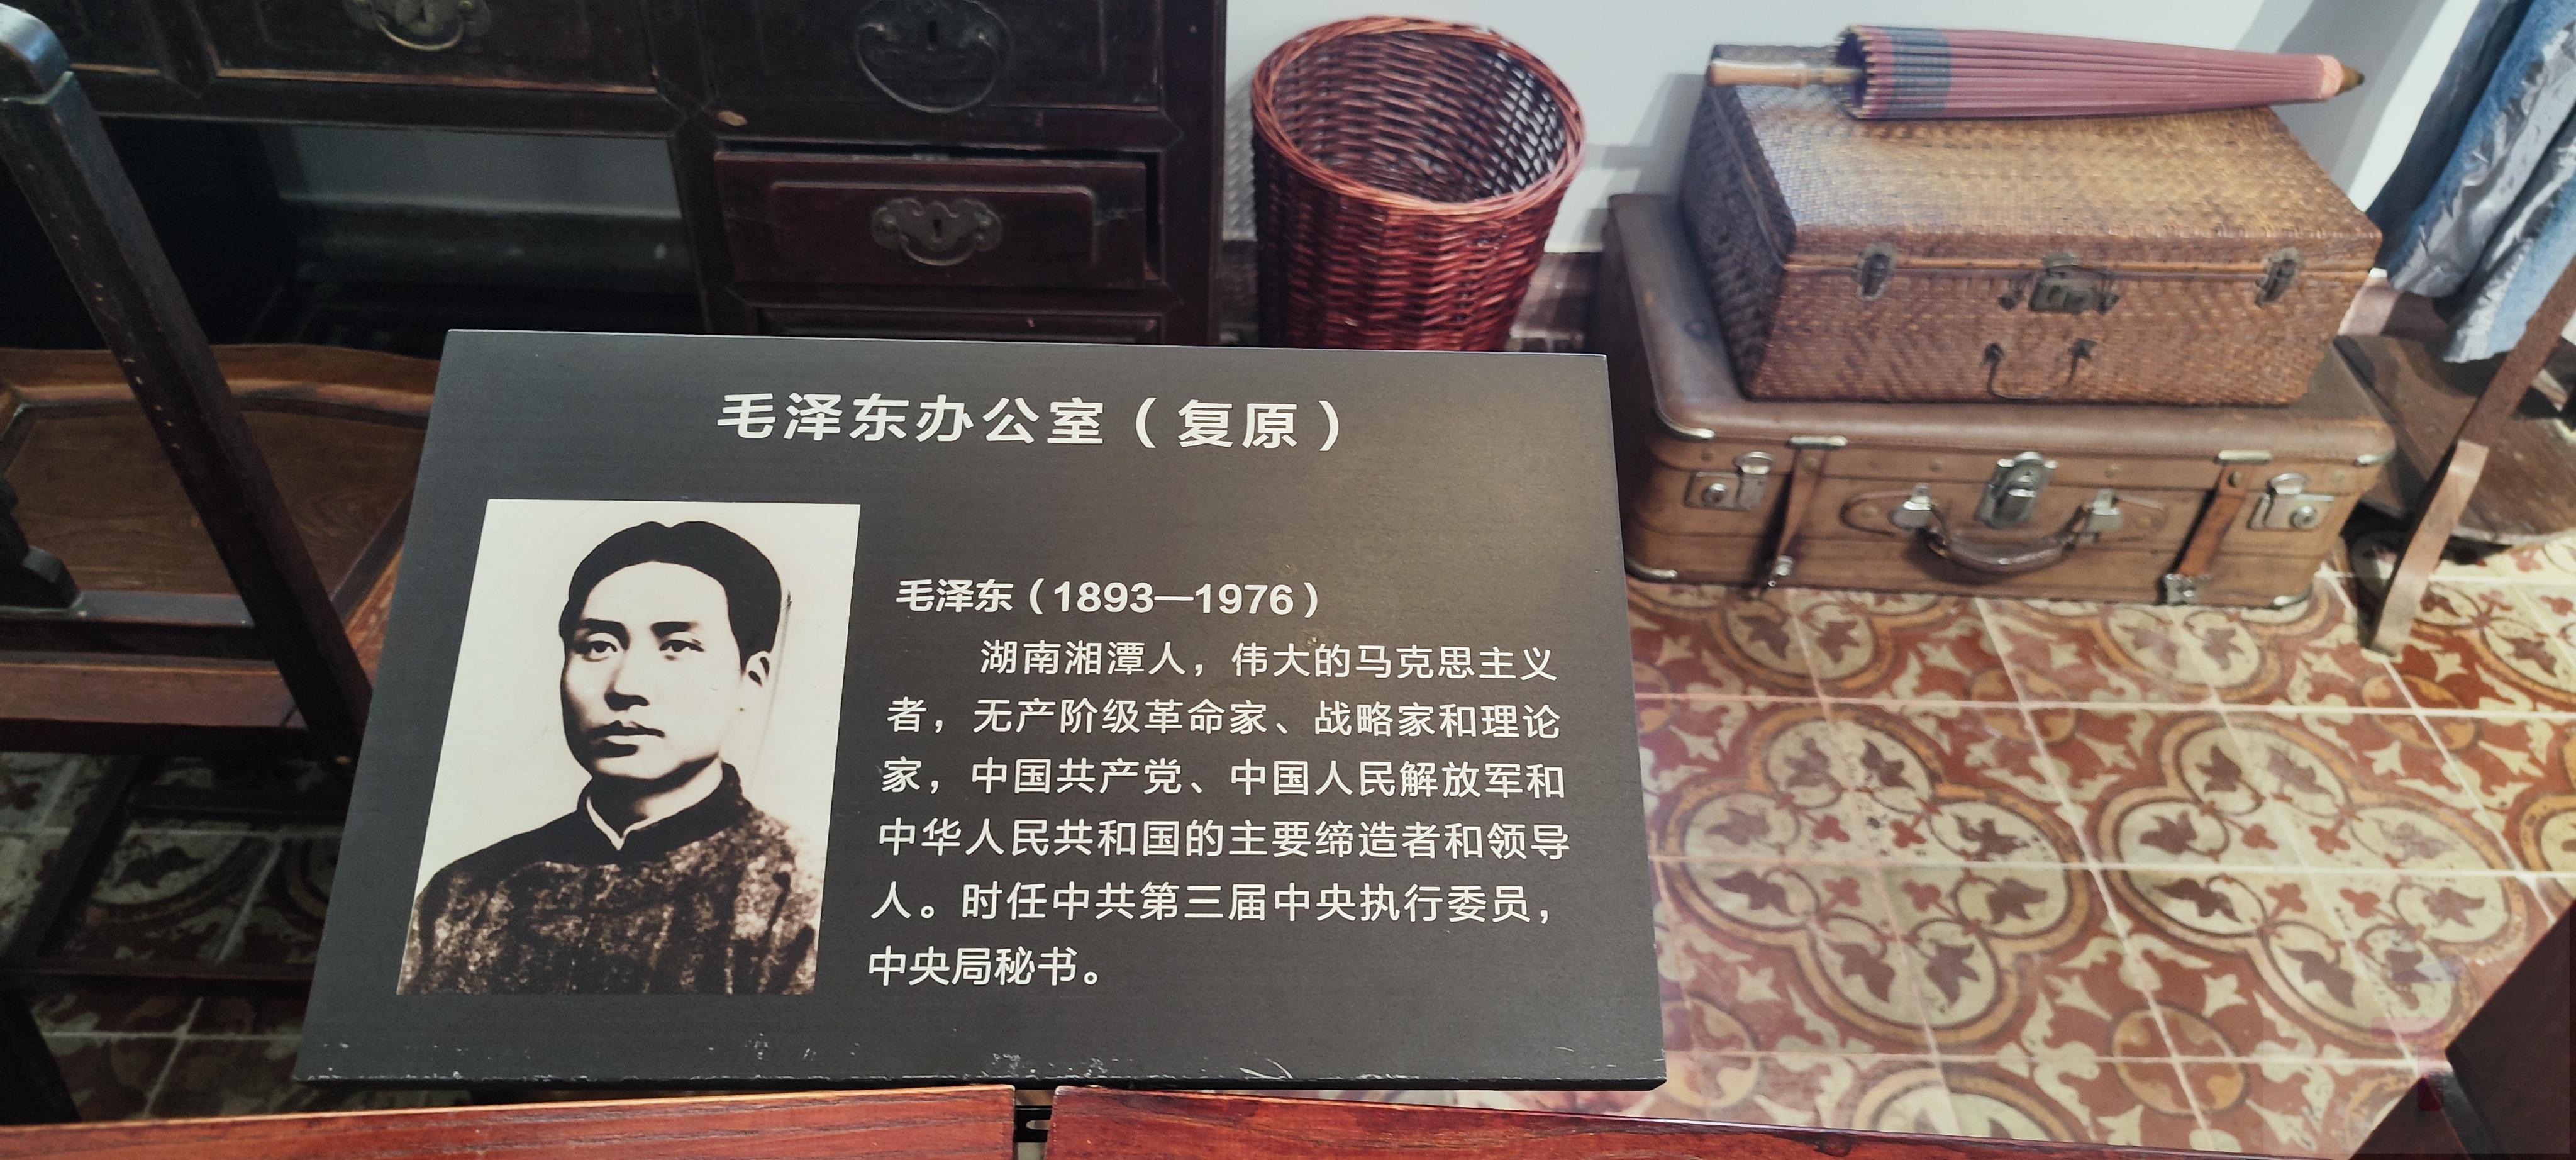 毛泽东办公室（复原）
毛泽东（1893—1976）
湖南湘潭人，伟大的马克思主义
者，无产阶级革命家、战略家和理论
家，中国共产党、中国人民解放军和
中华人民共和国的主要缔造者和领导
人。时任中共第三届中央执行委员，
中央局秘书。